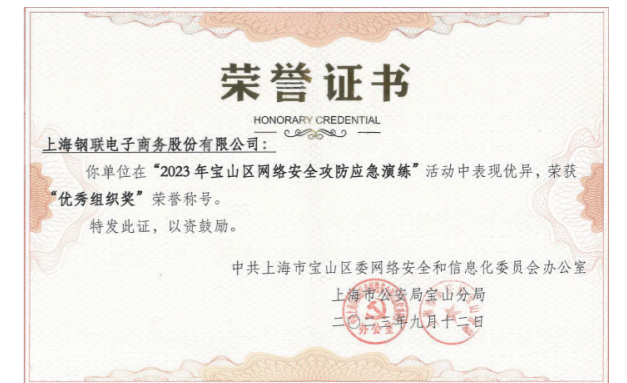 荣誉证书
HONORARY CREDENTIAL
上海钢联电子商务股份有限公司：
你单位在“2023年宝山区网络安全攻防应急演练”活动中表现优异，荣获
“优秀组织奖”荣誉称号。
特发此证，以资鼓励。
中共上海市宝山区委网络安全和信息化委员会办公室
上海市公安局宝山分局
二〇二三年九月十二日
办公室